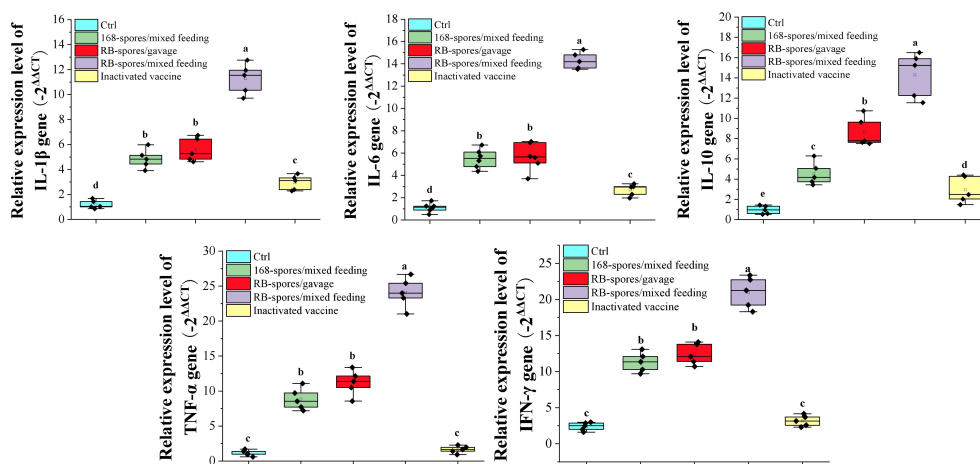 Relative expression level of
IL-1β gene (-2^ΔΔCT)
16
14
12
10
8
6
4
2
0
Ctrl
168-spores/mixed feeding
RB-spores/gavage
RB-spores/mixed feeding
Inactivated vaccine
d
b
b
a
c
Relative expression level of
IL-6 gene (-2^ΔΔCT)
18
16
14
12
10
8
6
4
2
0
Ctrl
168-spores/mixed feeding
RB-spores/gavage
RB-spores/mixed feeding
Inactivated vaccine
d
b
b
a
c
Relative expression level of
IL-10 gene (-2^ΔΔCT)
20
18
16
14
12
10
8
6
4
2
0
Ctrl
168-spores/mixed feeding
RB-spores/gavage
RB-spores/mixed feeding
Inactivated vaccine
e
c
b
a
d
Relative expression level of
TNF-α gene (-2^ΔΔCT)
30
25
20
15
10
5
0
Ctrl
168-spores/mixed feeding
RB-spores/gavage
RB-spores/mixed feeding
Inactivated vaccine
c
b
b
a
c
Relative expression level of
IFN-γ gene (-2^ΔΔCT)
25
20
15
10
5
0
Ctrl
168-spores/mixed feeding
RB-spores/gavage
RB-spores/mixed feeding
Inactivated vaccine
c
b
b
a
c